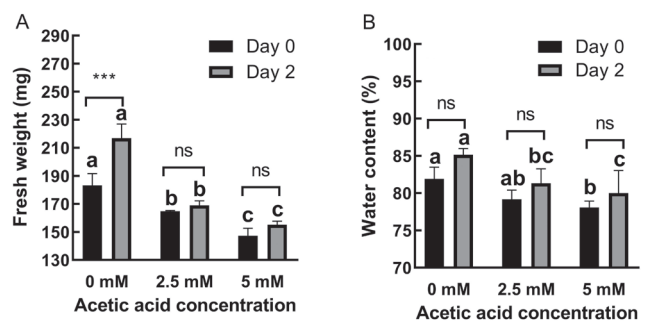 A
Fresh weight (mg)
290
270
250
230
210
190
170
150
130
Day 0
Day 2
***
ns
ns
a
a
b
b
c
c
0 mM
2.5 mM
5 mM
Acetic acid concentration
B
Water content (%)
100
95
90
85
80
75
70
Day 0
Day 2
ns
ns
ns
a
a
ab
bc
b
c
0 mM
2.5 mM
5 mM
Acetic acid concentration